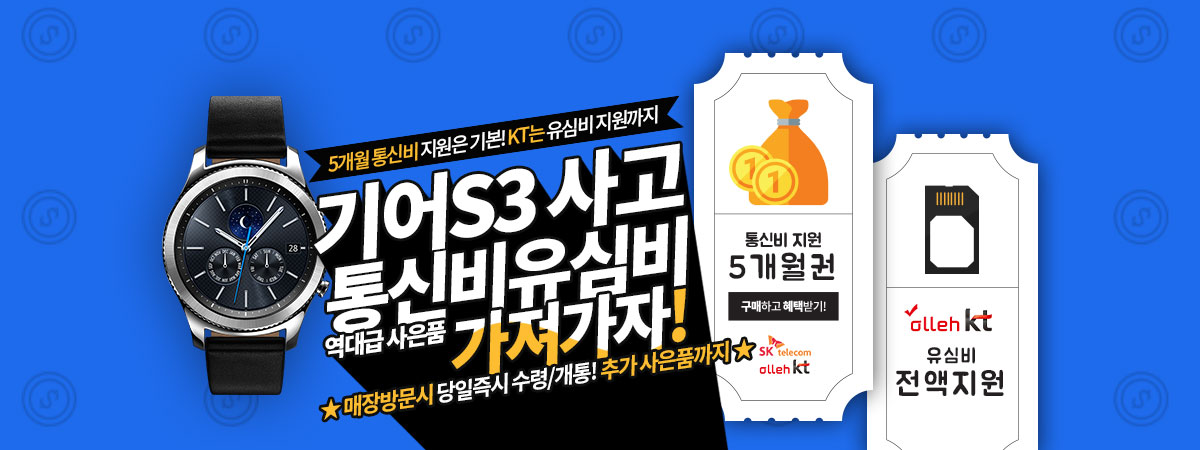 5개월 통신비 지원은 기본! KT는 유심비 지원까지
기어S3 사고
통신비유심비
역대급 사은품 가져가자!
★ 매장방문시 당일즉시 수령/개통! 추가 사은품까지 ★
28
1
1
통신비 지원
5개월권
구매하고 혜택받기!
SK telecom
olleh kt
olleh kt
유심비
전액지원